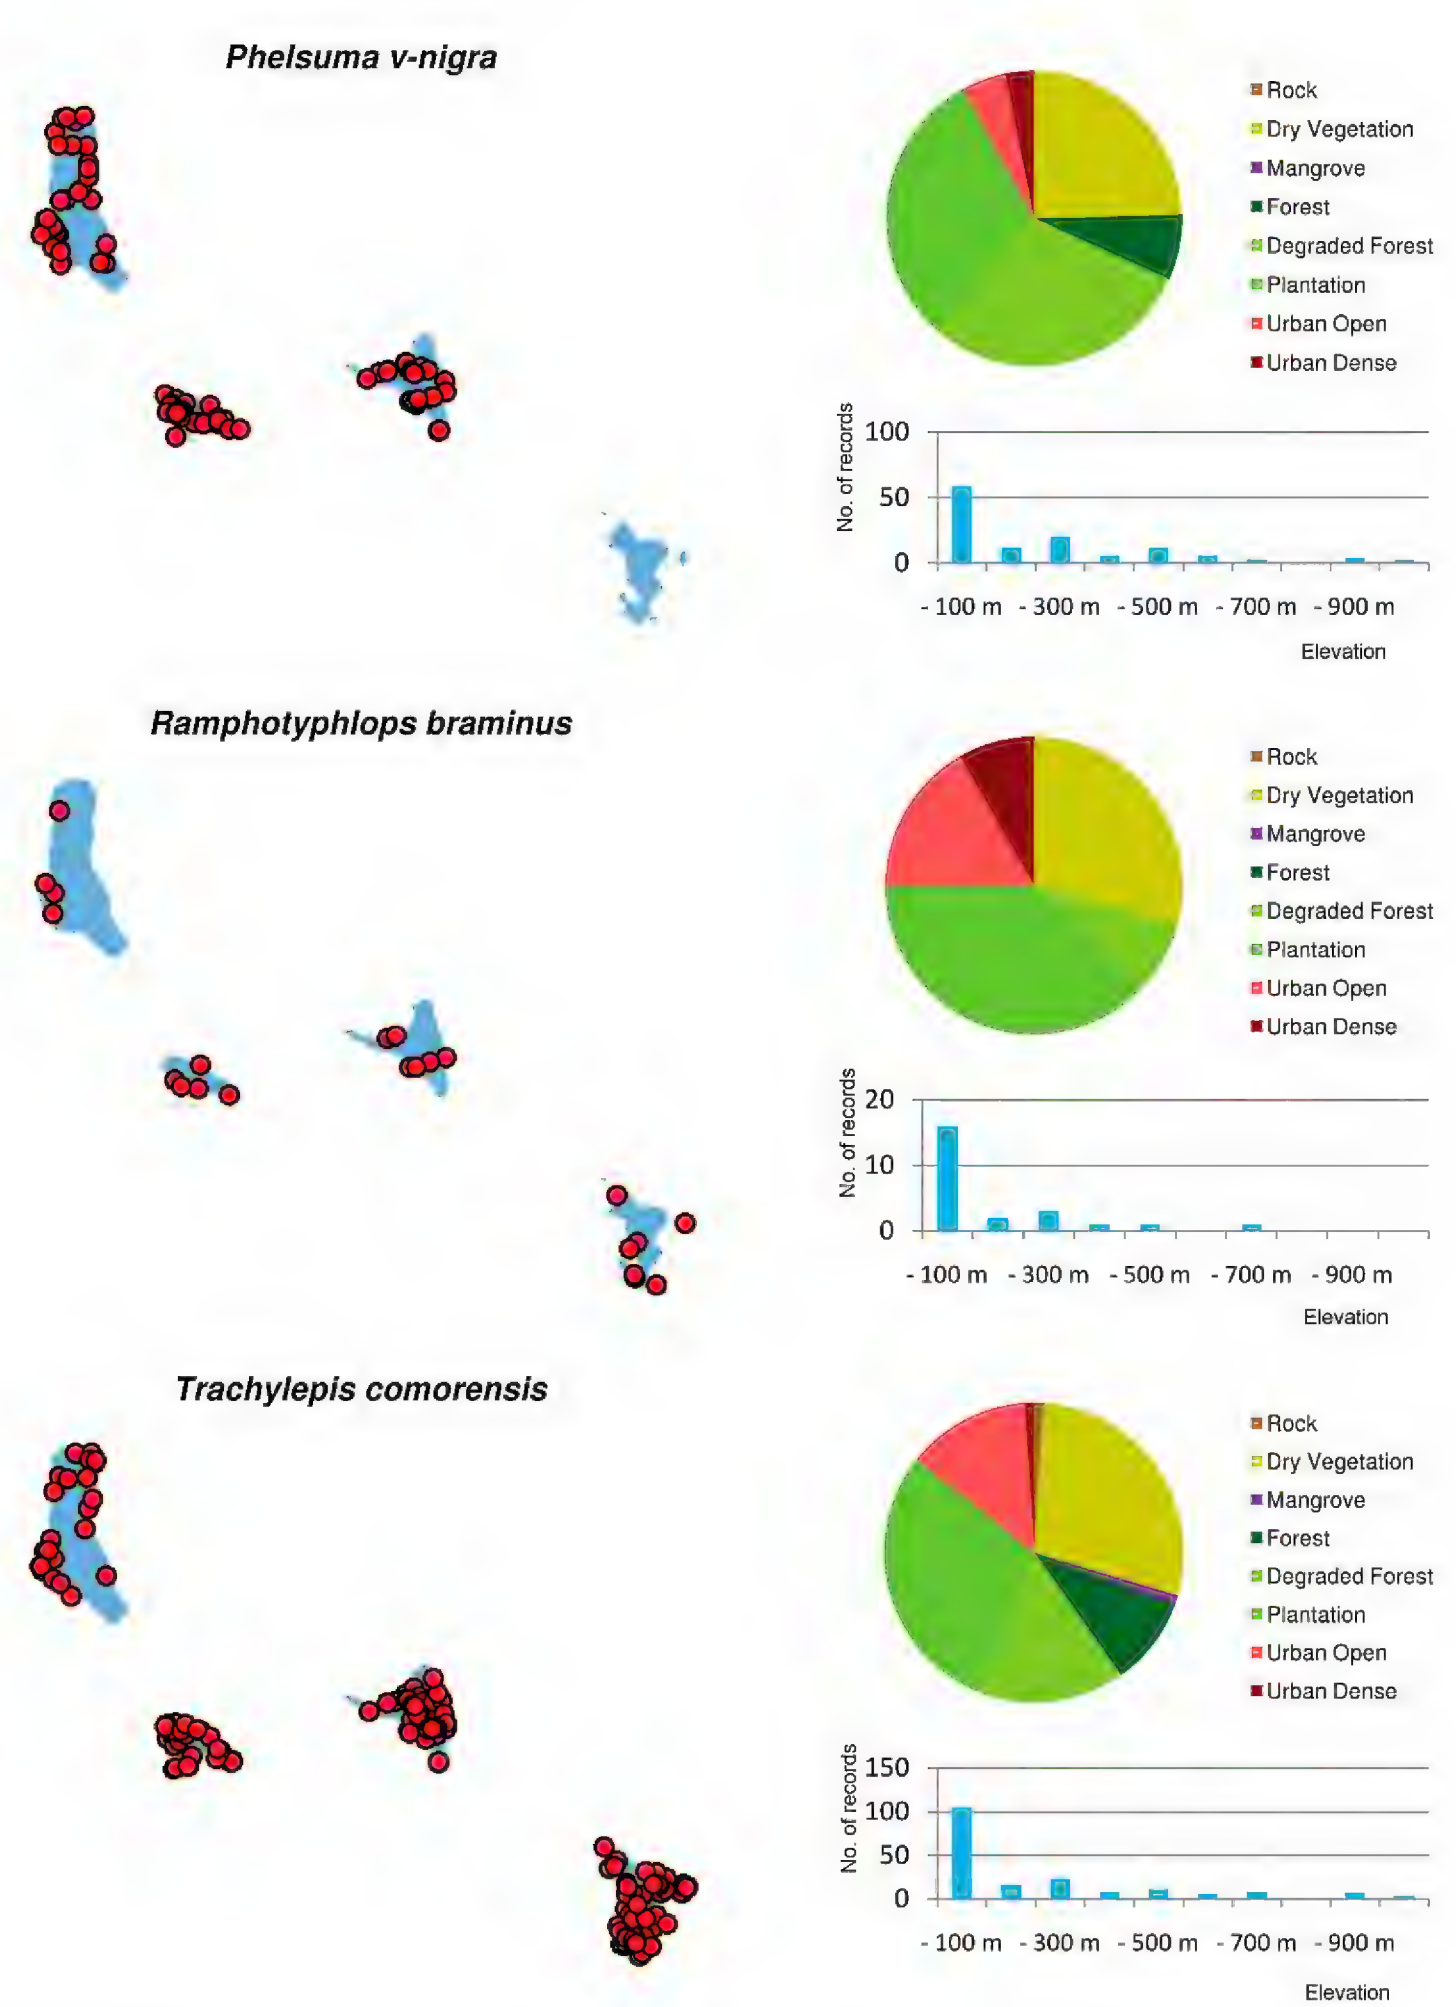 Phelsuma v-nigra
Rock
Dry Vegetation
Mangrove
Forest
Degraded Forest
Plantation
Urban Open
Urban Dense
No. of records
100
50
0
- 100 m - 300 m - 500 m - 700 m - 900 m
Elevation
Ramphotyphlops braminus
Rock
Dry Vegetation
Mangrove
Forest
Degraded Forest
Plantation
Urban Open
Urban Dense
No. of records
20
10
0
- 100 m - 300 m - 500 m - 700 m - 900 m
Elevation
Trachylepis comorensis
Rock
Dry Vegetation
Mangrove
Forest
Degraded Forest
Plantation
Urban Open
Urban Dense
No. of records
150
100
50
0
- 100 m - 300 m - 500 m - 700 m - 900 m
Elevation